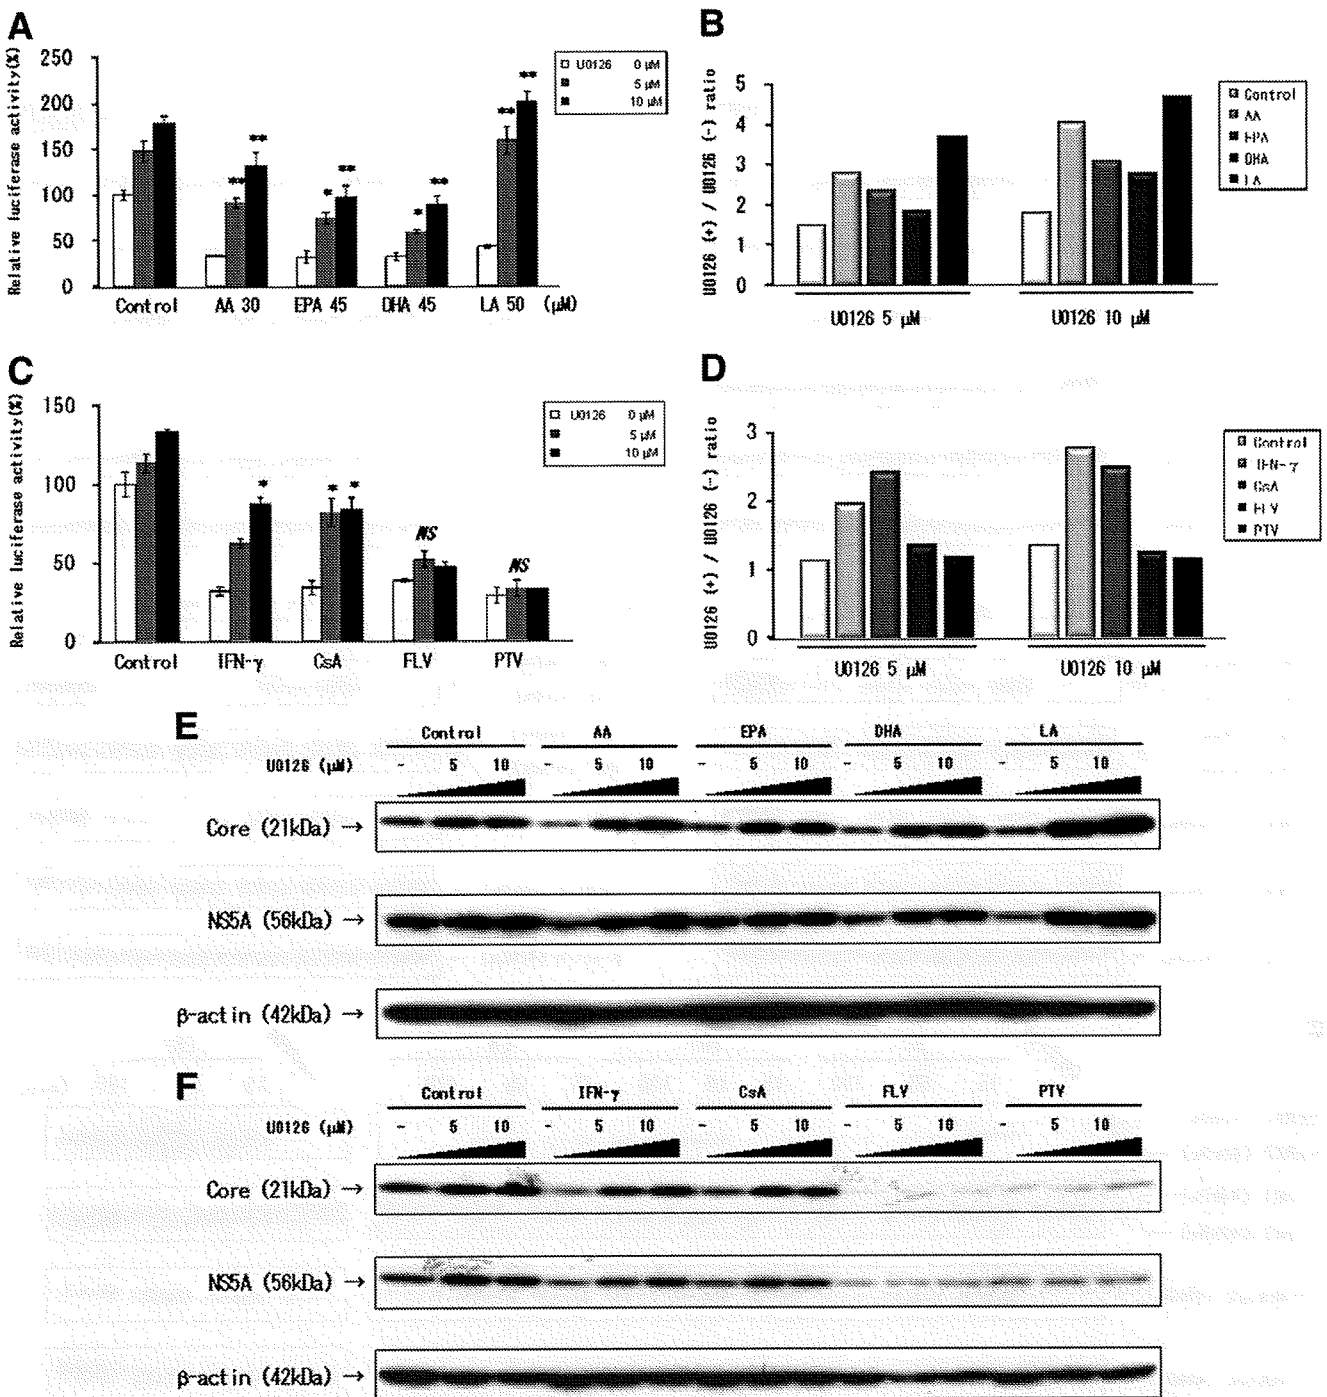 A
Relative luciferase activity(%)
250
200
150
100
50
0
U0126 0 μM
5 μM
10 μM
** ** * ** * ** ** **
Control AA 30 EPA 45 DHA 45 LA 50 (μM)
B
U0126 (+) / U0126 (-) ratio
5
4
3
2
1
0
Control
AA
EPA
DHA
LA
U0126 5 μM U0126 10 μM
C
Relative luciferase activity(%)
150
100
50
0
U0126 0 μM
5 μM
10 μM
* * * NS NS
Control IFN-γ CsA FLV PTV
D
U0126 (+) / U0126 (-) ratio
3
2
1
0
Control
IFN-γ
CsA
FLV
PTV
U0126 5 μM U0126 10 μM
E
Control AA EPA DHA LA
U0126 (μM) - 5 10 - 5 10 - 5 10 - 5 10 - 5 10
Core (21kDa) →
NS5A (56kDa) →
β-actin (42kDa) →
F
Control IFN-γ CsA FLV PTV
U0126 (μM) - 5 10 - 5 10 - 5 10 - 5 10 - 5 10
Core (21kDa) →
NS5A (56kDa) →
β-actin (42kDa) →